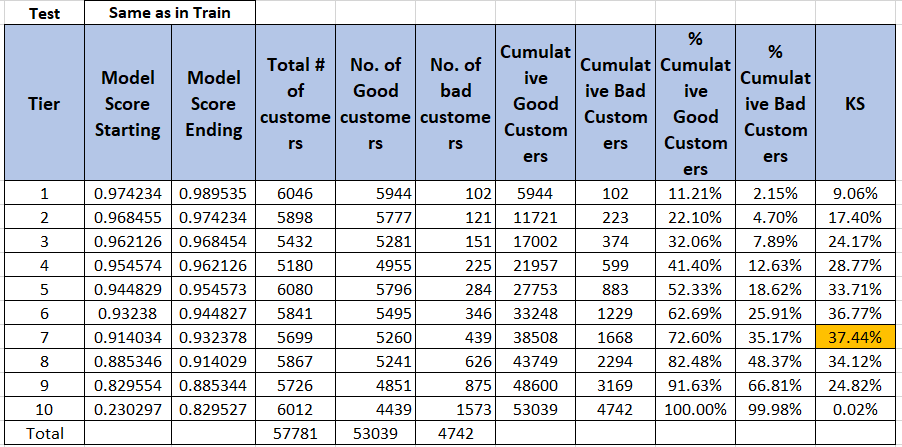 Test Same as in Train
Tier Model Score Starting Model Score Ending Total # of customers No. of Good customers No. of bad customers Cumulative Good Customers Cumulative Bad Customers % Cumulative Good Customers % Cumulative Bad Customers KS
1 0.974234 0.989535 6046 5944 102 5944 102 11.21% 2.15% 9.06%
2 0.968455 0.974234 5898 5777 121 11721 223 22.10% 4.70% 17.40%
3 0.962126 0.968454 5432 5281 151 17002 374 32.06% 7.89% 24.17%
4 0.954574 0.962126 5180 4955 225 21957 599 41.40% 12.63% 28.77%
5 0.944829 0.954573 6080 5796 284 27753 883 52.33% 18.62% 33.71%
6 0.93238 0.944827 5841 5495 346 33248 1229 62.69% 25.91% 36.77%
7 0.914034 0.932378 5699 5260 439 38508 1668 72.60% 35.17% 37.44%
8 0.885346 0.914029 5867 5241 626 43749 2294 82.48% 48.37% 34.12%
9 0.829554 0.885344 5726 4851 875 48600 3169 91.63% 66.81% 24.82%
10 0.230297 0.829527 6012 4439 1573 53039 4742 100.00% 99.98% 0.02%
Total 57781 53039 4742